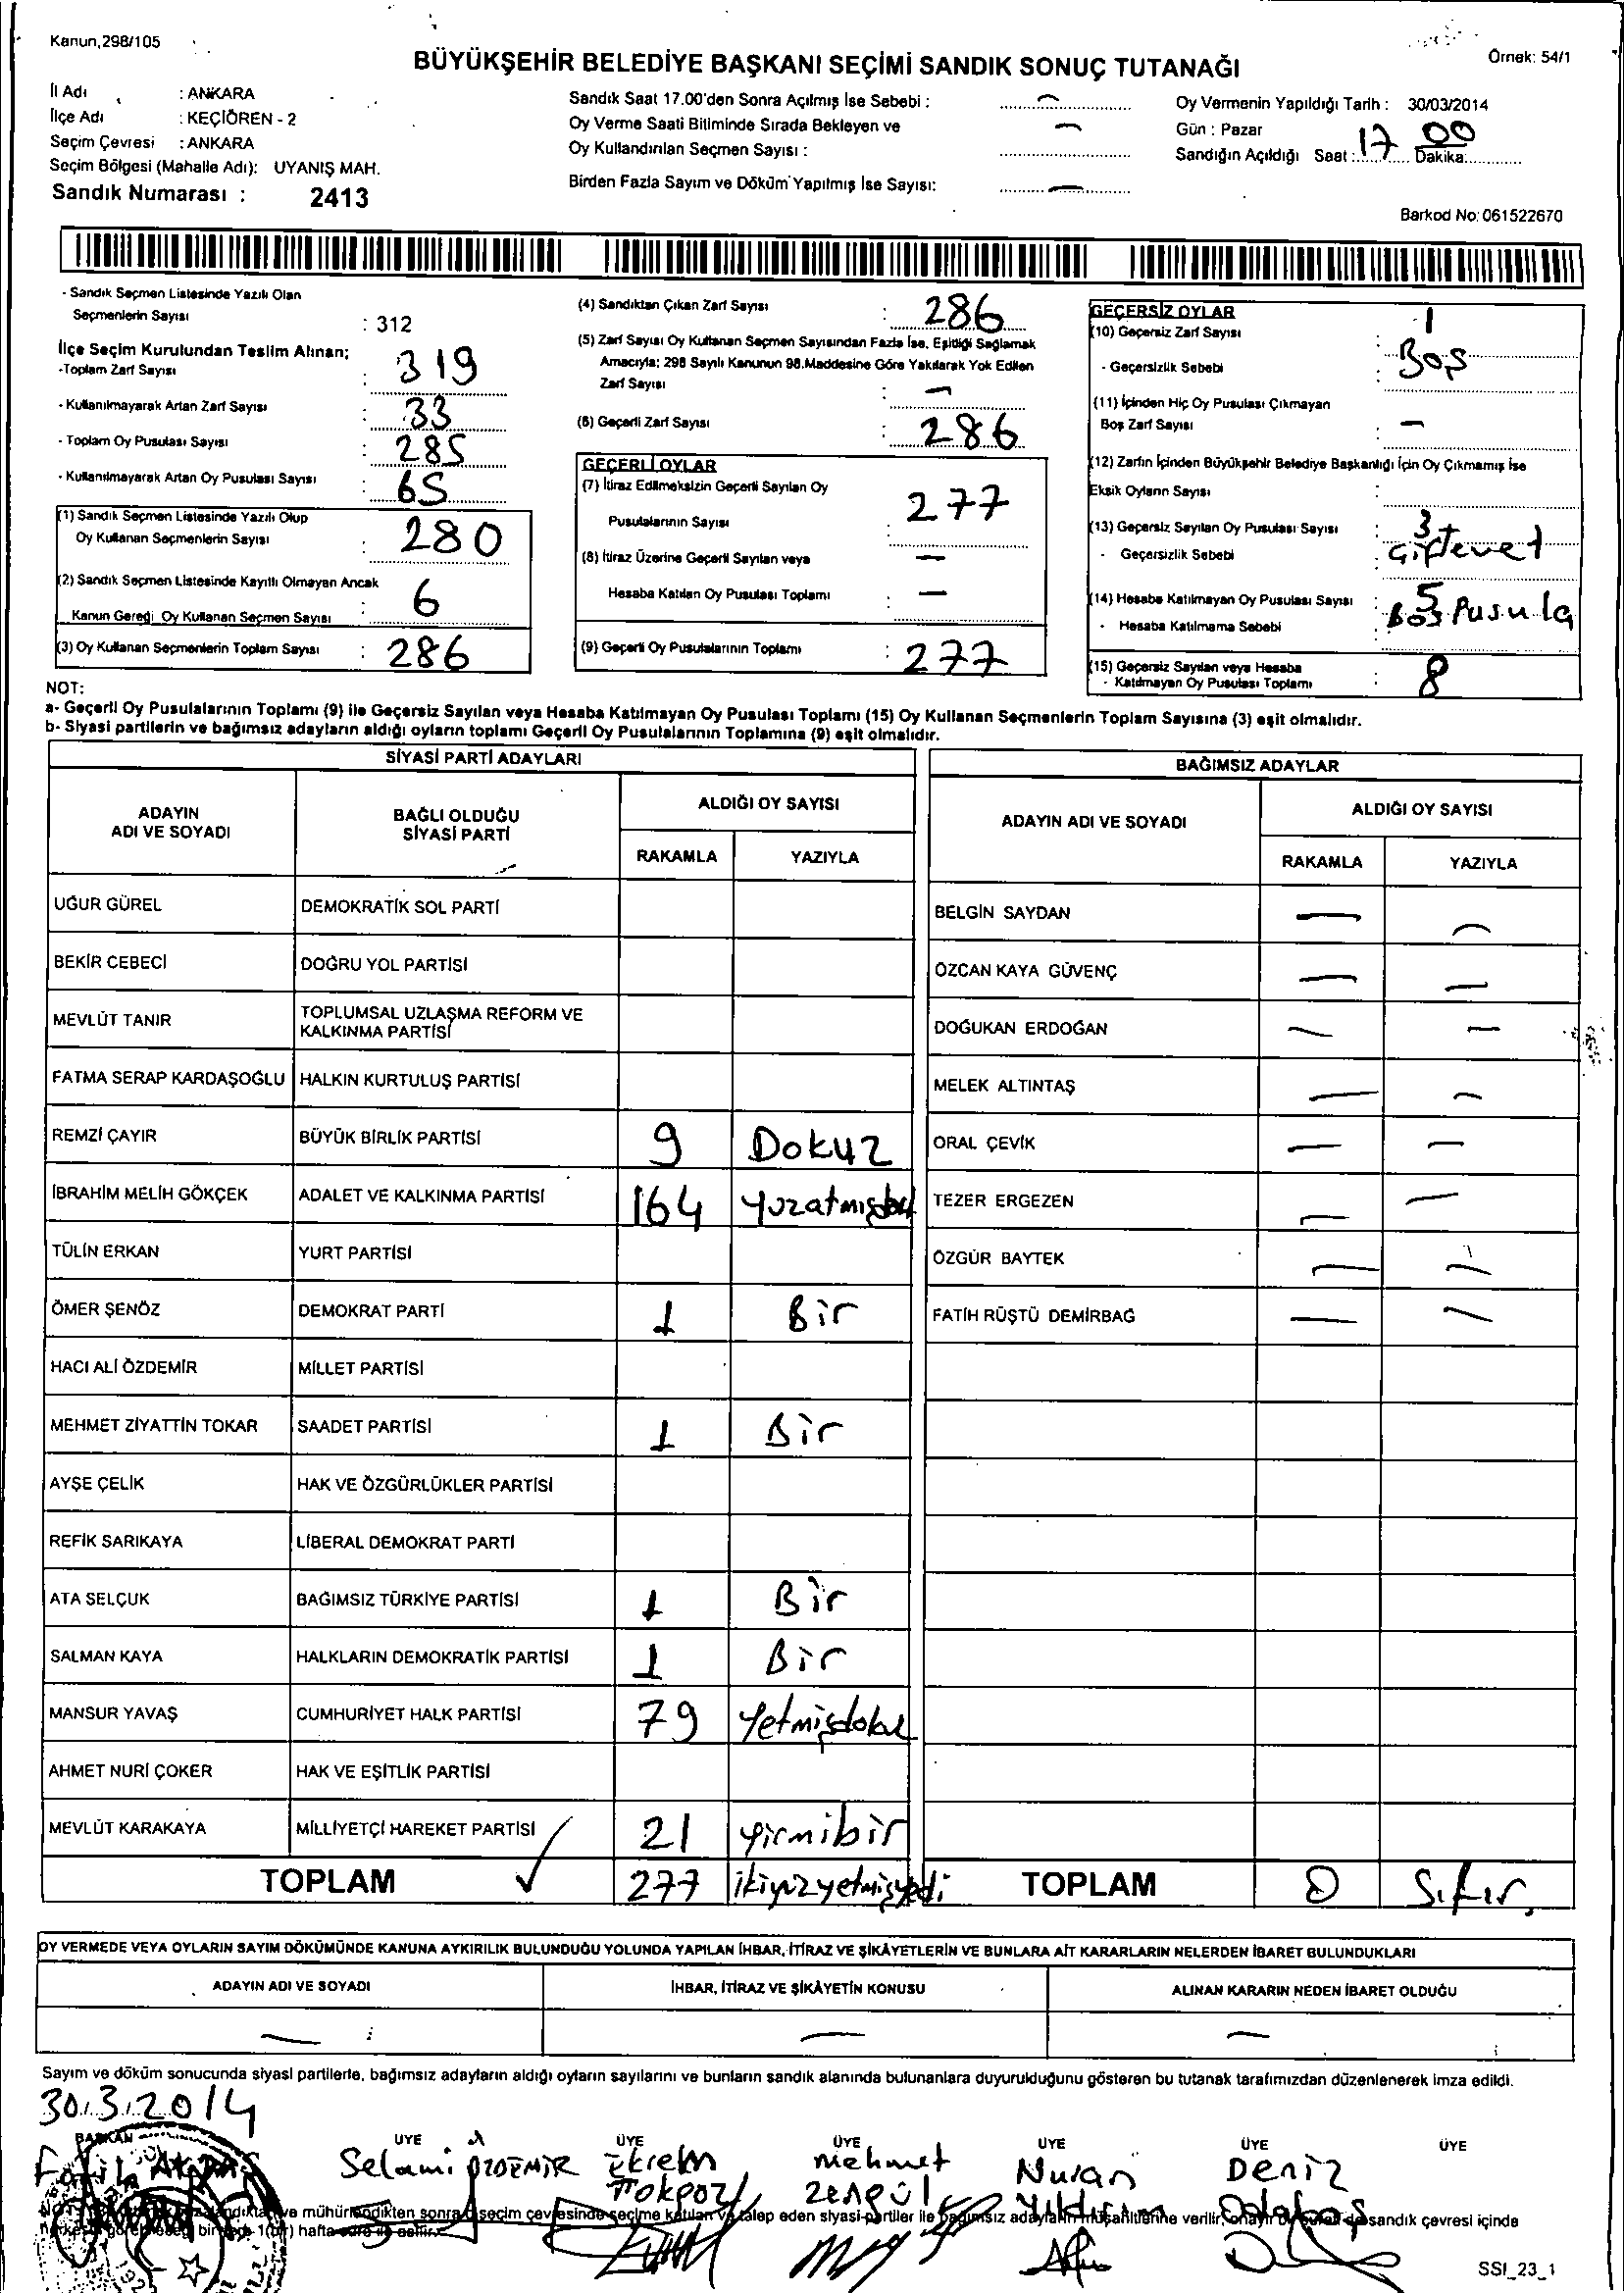 Kanun,298/105
Örnek: 54/1
BÜYÜKŞEHİR BELEDİYE BAŞKANI SEÇİMİ SANDIK SONUÇ TUTANAĞI
İl Adı : ANKARA
İlçe Adı : KEÇİÖREN - 2
Seçim Çevresi : ANKARA
Seçim Bölgesi (Mahalle Adı): UYANIŞ MAH.
Sandık Numarası : 2413
Sandık Saat 17.00'den Sonra Açılmış İse Sebebi : —
Oy Verme Saati Bitiminde Sırada Bekleyen ve —
Oy Kullandırılan Seçmen Sayısı :
Birden Fazla Sayım ve Döküm Yapılmış İse Sayısı: —
Oy Vermenin Yapıldığı Tarih : 30/03/2014
Gün : Pazar
Sandığın Açıldığı Saat : 17 Dakika: 00
Barkod No: 061522670
- Sandık Seçmen Listesinde Yazılı Olan
Seçmenlerin Sayısı : 312
İlçe Seçim Kurulundan Teslim Alınan;
-Toplam Zarf Sayısı : 319
- Kullanılmayarak Artan Zarf Sayısı : 33
- Toplam Oy Pusulası Sayısı : 285
- Kullanılmayarak Artan Oy Pusulası Sayısı : 65
(1) Sandık Seçmen Listesinde Yazılı Olup
Oy Kullanan Seçmenlerin Sayısı : 280
(2) Sandık Seçmen Listesinde Kayıtlı Olmayan Ancak
Kanun Gereği Oy Kullanan Seçmen Sayısı : 6
(3) Oy Kullanan Seçmenlerin Toplam Sayısı : 286
(4) Sandıktan Çıkan Zarf Sayısı : 286
(5) Zarf Sayısı Oy Kullanan Seçmen Sayısından Fazla İse, Eşitliği Sağlamak
Amacıyla; 298 Sayılı Kanunun 98.Maddesine Göre Yakılarak Yok Edilen
Zarf Sayısı : —
(6) Geçerli Zarf Sayısı : 286
GEÇERLİ OYLAR
(7) İtiraz Edilmeksizin Geçerli Sayılan Oy
Pusulalarının Sayısı : 277
(8) İtiraz Üzerine Geçerli Sayılan veya —
Hesaba Katılan Oy Pusulası Toplamı : —
(9) Geçerli Oy Pusulalarının Toplamı : 277
GEÇERSİZ OYLAR
(10) Geçersiz Zarf Sayısı : 1
- Geçersizlik Sebebi : Boş
(11) İçinden Hiç Oy Pusulası Çıkmayan
Boş Zarf Sayısı : —
(12) Zarfın İçinden Büyükşehir Belediye Başkanlığı İçin Oy Çıkmamış İse
Eksik Oyların Sayısı :
(13) Geçersiz Sayılan Oy Pusulası Sayısı : 3
- Geçersizlik Sebebi : Çiftevet
(14) Hesaba Katılmayan Oy Pusulası Sayısı : 5
- Hesaba Katılmama Sebebi : Boş Pusula
(15) Geçersiz Sayılan veya Hesaba
- Katılmayan Oy Pusulası Toplamı : 8
NOT:
a- Geçerli Oy Pusulalarının Toplamı (9) ile Geçersiz Sayılan veya Hesaba Katılmayan Oy Pusulası Toplamı (15) Oy Kullanan Seçmenlerin Toplam Sayısına (3) eşit olmalıdır.
b- Siyasi partilerin ve bağımsız adayların aldığı oyların toplamı Geçerli Oy Pusulalarının Toplamına (9) eşit olmalıdır.
SİYASİ PARTİ ADAYLARI
ADAYIN ADI VE SOYADI
BAĞLI OLDUĞU SİYASİ PARTİ
ALDIĞI OY SAYISI
RAKAMLA YAZIYLA
UĞUR GÜREL DEMOKRATİK SOL PARTİ
BEKİR CEBECİ DOĞRU YOL PARTİSİ
MEVLÜT TANIR TOPLUMSAL UZLAŞMA REFORM VE
KALKINMA PARTİSİ
FATMA SERAP KARDAŞOĞLU HALKIN KURTULUŞ PARTİSİ
REMZİ ÇAYIR BÜYÜK BİRLİK PARTİSİ 9 Dokuz
İBRAHİM MELİH GÖKÇEK ADALET VE KALKINMA PARTİSİ 164 yüzatmışdört
TÜLİN ERKAN YURT PARTİSİ
ÖMER ŞENÖZ DEMOKRAT PARTİ 1 Bir
HACI ALİ ÖZDEMİR MİLLET PARTİSİ
MEHMET ZİYATTİN TOKAR SAADET PARTİSİ 1 Bir
AYŞE ÇELİK HAK VE ÖZGÜRLÜKLER PARTİSİ
REFİK SARIKAYA LİBERAL DEMOKRAT PARTİ
ATA SELÇUK BAĞIMSIZ TÜRKİYE PARTİSİ 1 Bir
SALMAN KAYA HALKLARIN DEMOKRATİK PARTİSİ 1 Bir
MANSUR YAVAŞ CUMHURİYET HALK PARTİSİ 79 Yetmişdokuz
AHMET NURİ ÇOKER HAK VE EŞİTLİK PARTİSİ
MEVLÜT KARAKAYA MİLLİYETÇİ HAREKET PARTİSİ 21 yirmibir
TOPLAM 277 ikiyüzyetmişyedi
BAĞIMSIZ ADAYLAR
ADAYIN ADI VE SOYADI
ALDIĞI OY SAYISI
RAKAMLA YAZIYLA
BELGİN SAYDAN — —
ÖZCAN KAYA GÜVENÇ — —
DOĞUKAN ERDOĞAN — —
MELEK ALTINTAŞ — —
ORAL ÇEVİK — —
TEZER ERGEZEN — —
ÖZGÜR BAYTEK — —
FATİH RÜŞTÜ DEMİRBAĞ — —
TOPLAM 0 Sıfır
OY VERMEDE VEYA OYLARIN SAYIM DÖKÜMÜNDE KANUNA AYKIRILIK BULUNDUĞU YOLUNDA YAPILAN İHBAR, İTİRAZ VE ŞİKÂYETLERİN VE BUNLARA AİT KARARLARIN NELERDEN İBARET BULUNDUKLARI
ADAYIN ADI VE SOYADI İHBAR, İTİRAZ VE ŞİKÂYETİN KONUSU ALINAN KARARIN NEDEN İBARET OLDUĞU
— — —
Sayım ve döküm sonucunda siyasi partilerle, bağımsız adayların aldığı oyların sayılarını ve bunların sandık alanında bulunanlara duyurulduğunu gösteren bu tutanak tarafımızdan düzenlenerek imza edildi.
30.3.2014
BAŞKAN ÜYE ÜYE ÜYE ÜYE ÜYE ÜYE
Fatih
Selami ÖZDEMİR
Ekrem
Tokgöz
Mehmet
Zengül
Nuran
Yıldırım
Deniz
Odabaş
ve mühürlendikten sonra seçim çevresinde seçime katılan ve talep eden siyasi partiler ile bağımsız adayların müşahitlerine verilir, sandık çevresi içinde
bir yere 1(bir) hafta süre ile asılır.
SSI_23_1